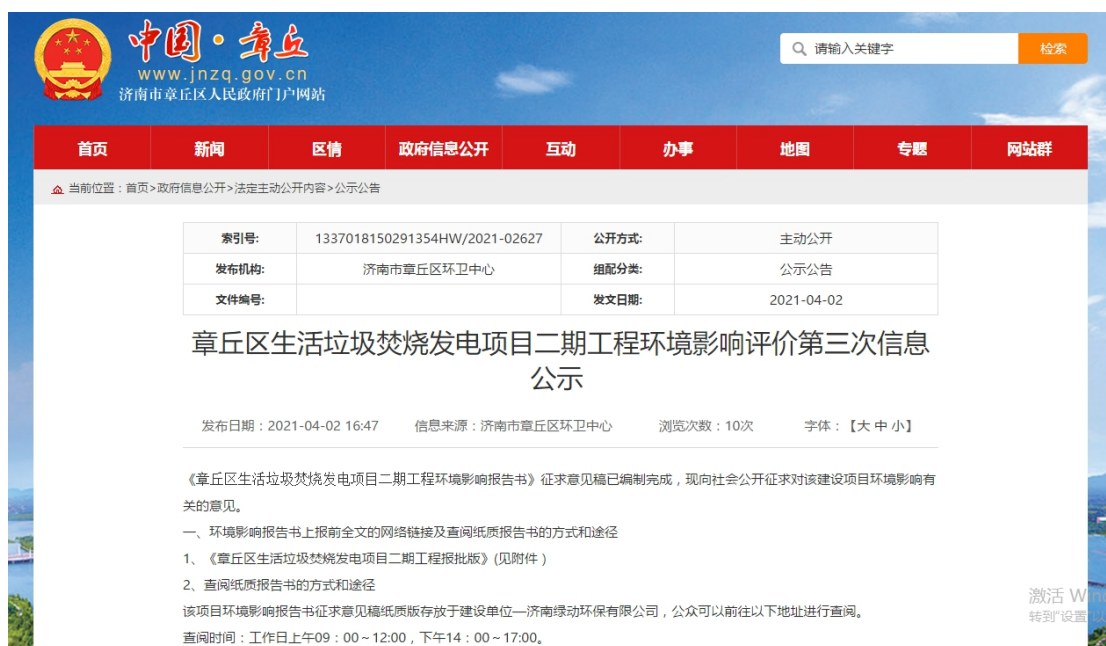 中国·章丘
www.jnzq.gov.cn
济南市章丘区人民政府门户网站
请输入关键字
检索
首页 新闻 区情 政府信息公开 互动 办事 地图 专题 网站群
当前位置：首页>政府信息公开>法定主动公开内容>公示公告
索引号: 1337018150291354HW/2021-02627 公开方式: 主动公开
发布机构: 济南市章丘区环卫中心 组配分类: 公示公告
文件编号: 发文日期: 2021-04-02
章丘区生活垃圾焚烧发电项目二期工程环境影响评价第三次信息
公示
发布日期：2021-04-02 16:47 信息来源：济南市章丘区环卫中心 浏览次数：10次 字体：【大 中 小】
《章丘区生活垃圾焚烧发电项目二期工程环境影响报告书》征求意见稿已编制完成，现向社会公开征求对该建设项目环境影响有
关的意见。
一、环境影响报告书上报前全文的网络链接及查阅纸质报告书的方式和途径
1、《章丘区生活垃圾焚烧发电项目二期工程报批版》(见附件）
2、查阅纸质报告书的方式和途径
该项目环境影响报告书征求意见稿纸质版存放于建设单位—济南绿动环保有限公司，公众可以前往以下地址进行查阅。
查阅时间：工作日上午09：00～12:00，下午14：00～17:00。
激活 Win
转到"设置